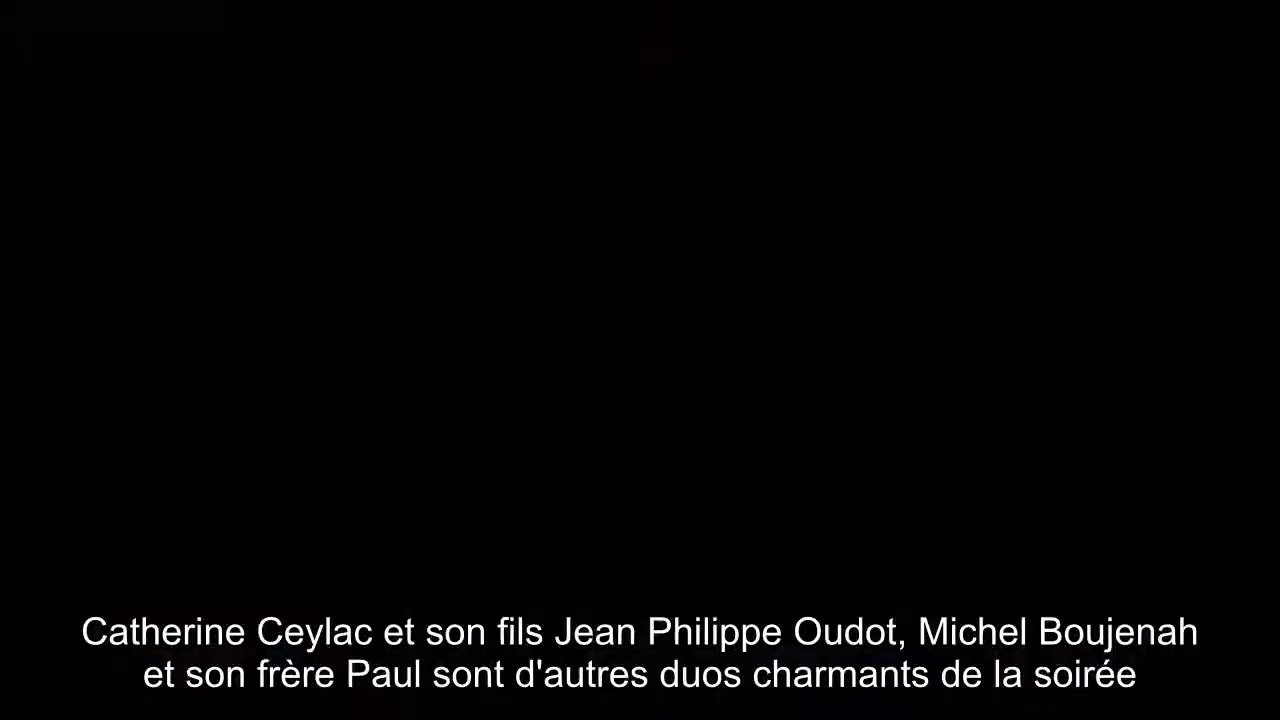 Catherine Ceylac et son fils Jean Philippe Oudot, Michel Boujenah
et son frère Paul sont d'autres duos charmants de la soirée